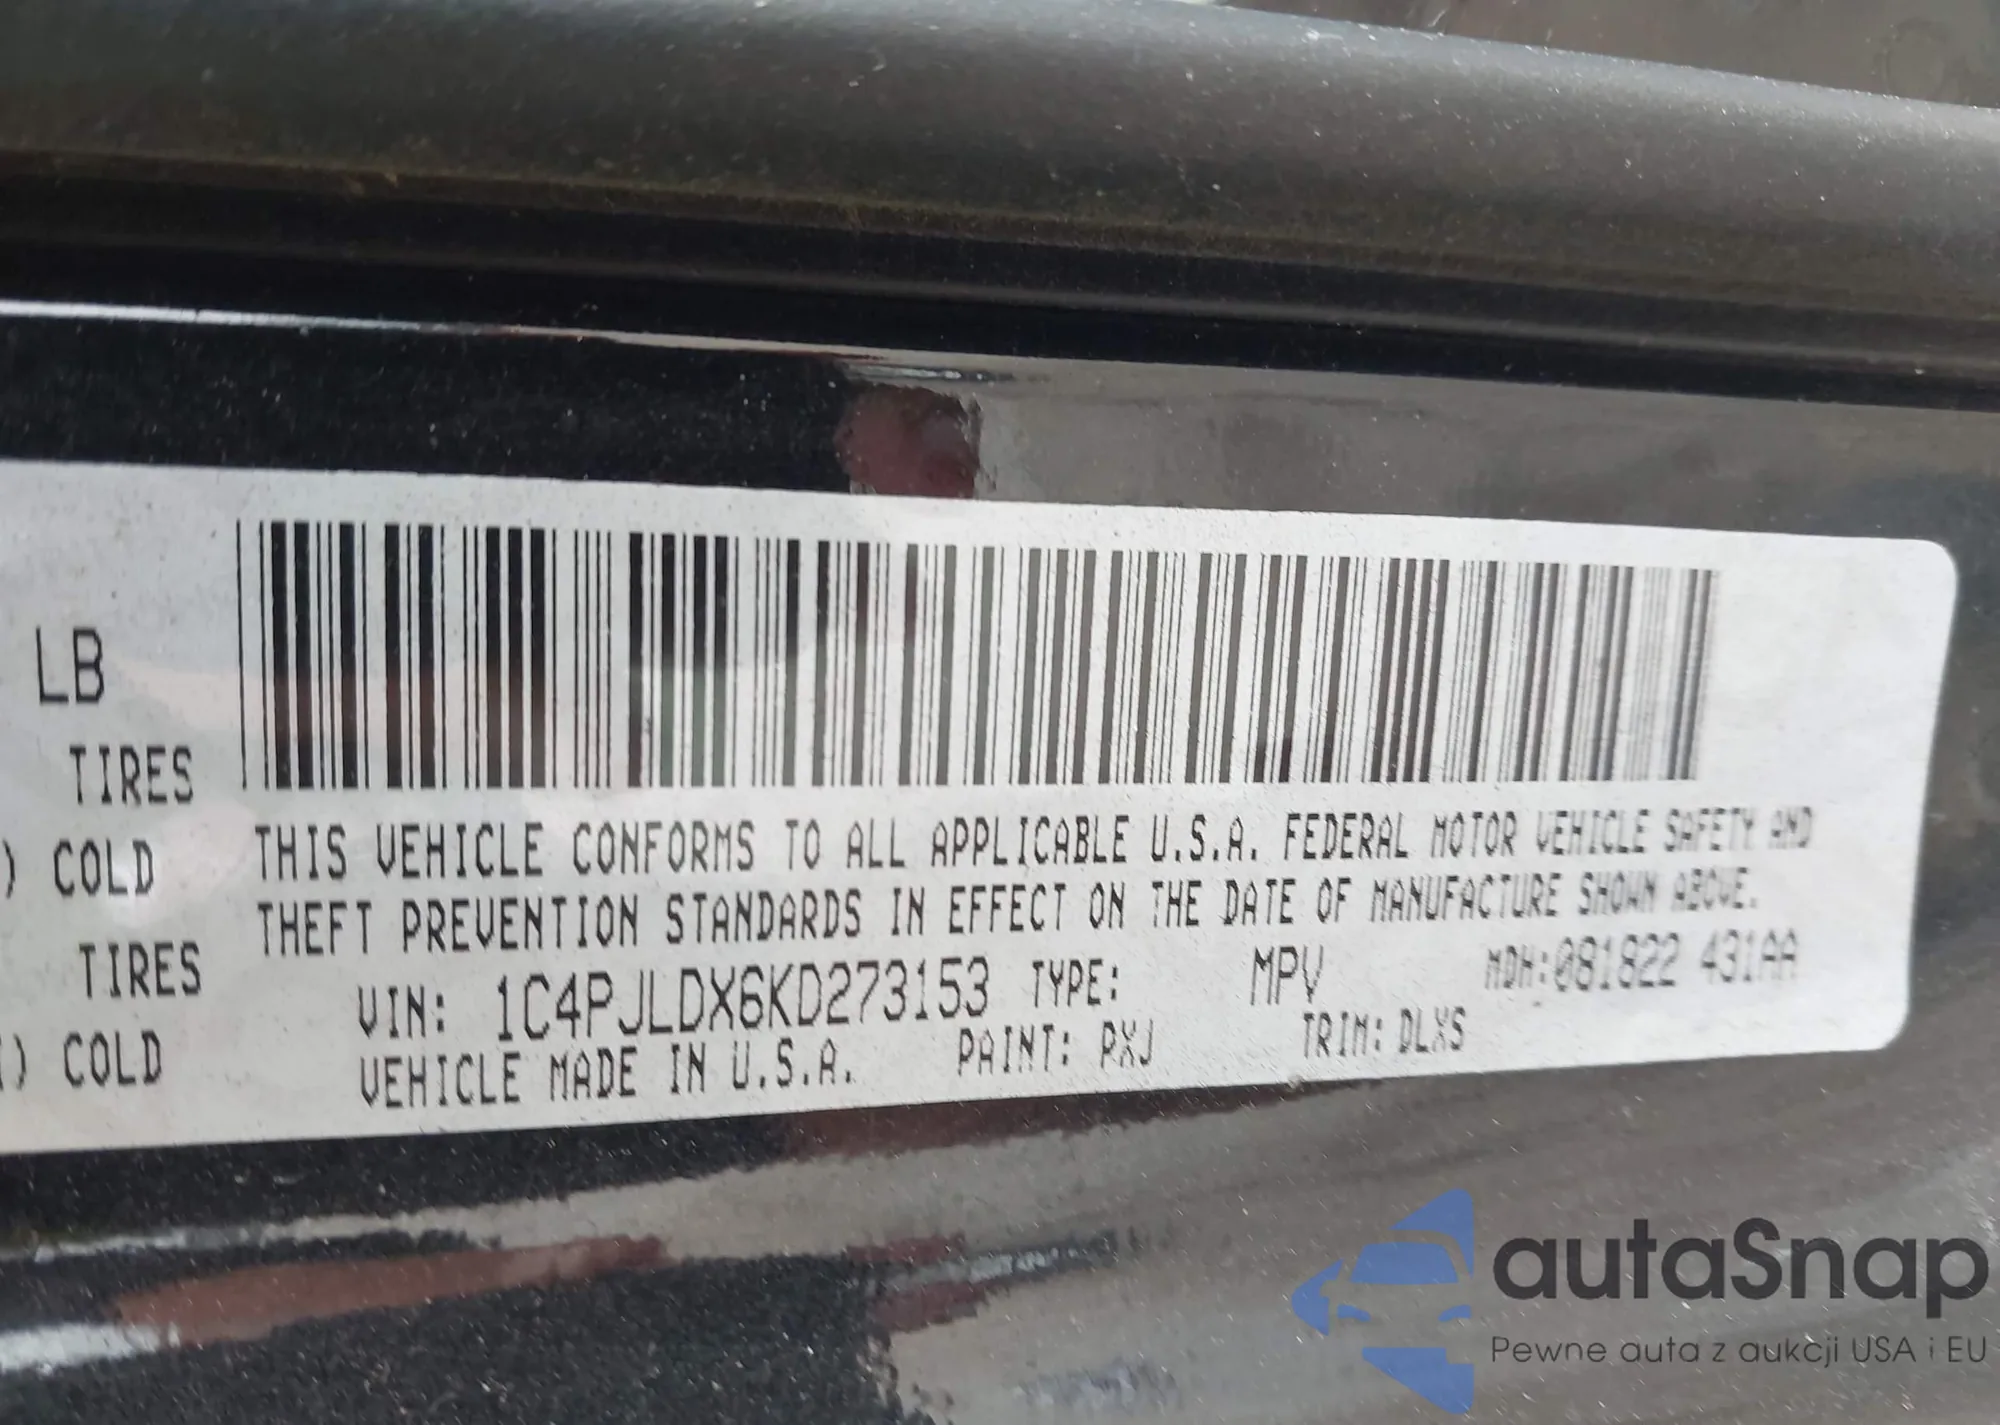 LB
TIRES
) COLD
TIRES
) COLD
THIS VEHICLE CONFORMS TO ALL APPLICABLE U.S.A. FEDERAL MOTOR VEHICLE SAFETY AND
THEFT PREVENTION STANDARDS IN EFFECT ON THE DATE OF MANUFACTURE SHOWN ABOVE.
VIN: 1C4PJLDX6KD273153 TYPE: MPV MDH:081822 431AA
VEHICLE MADE IN U.S.A. PAINT: PXJ TRIM: DLXS
autaSnap
Pewne auta z aukcji USA i EU